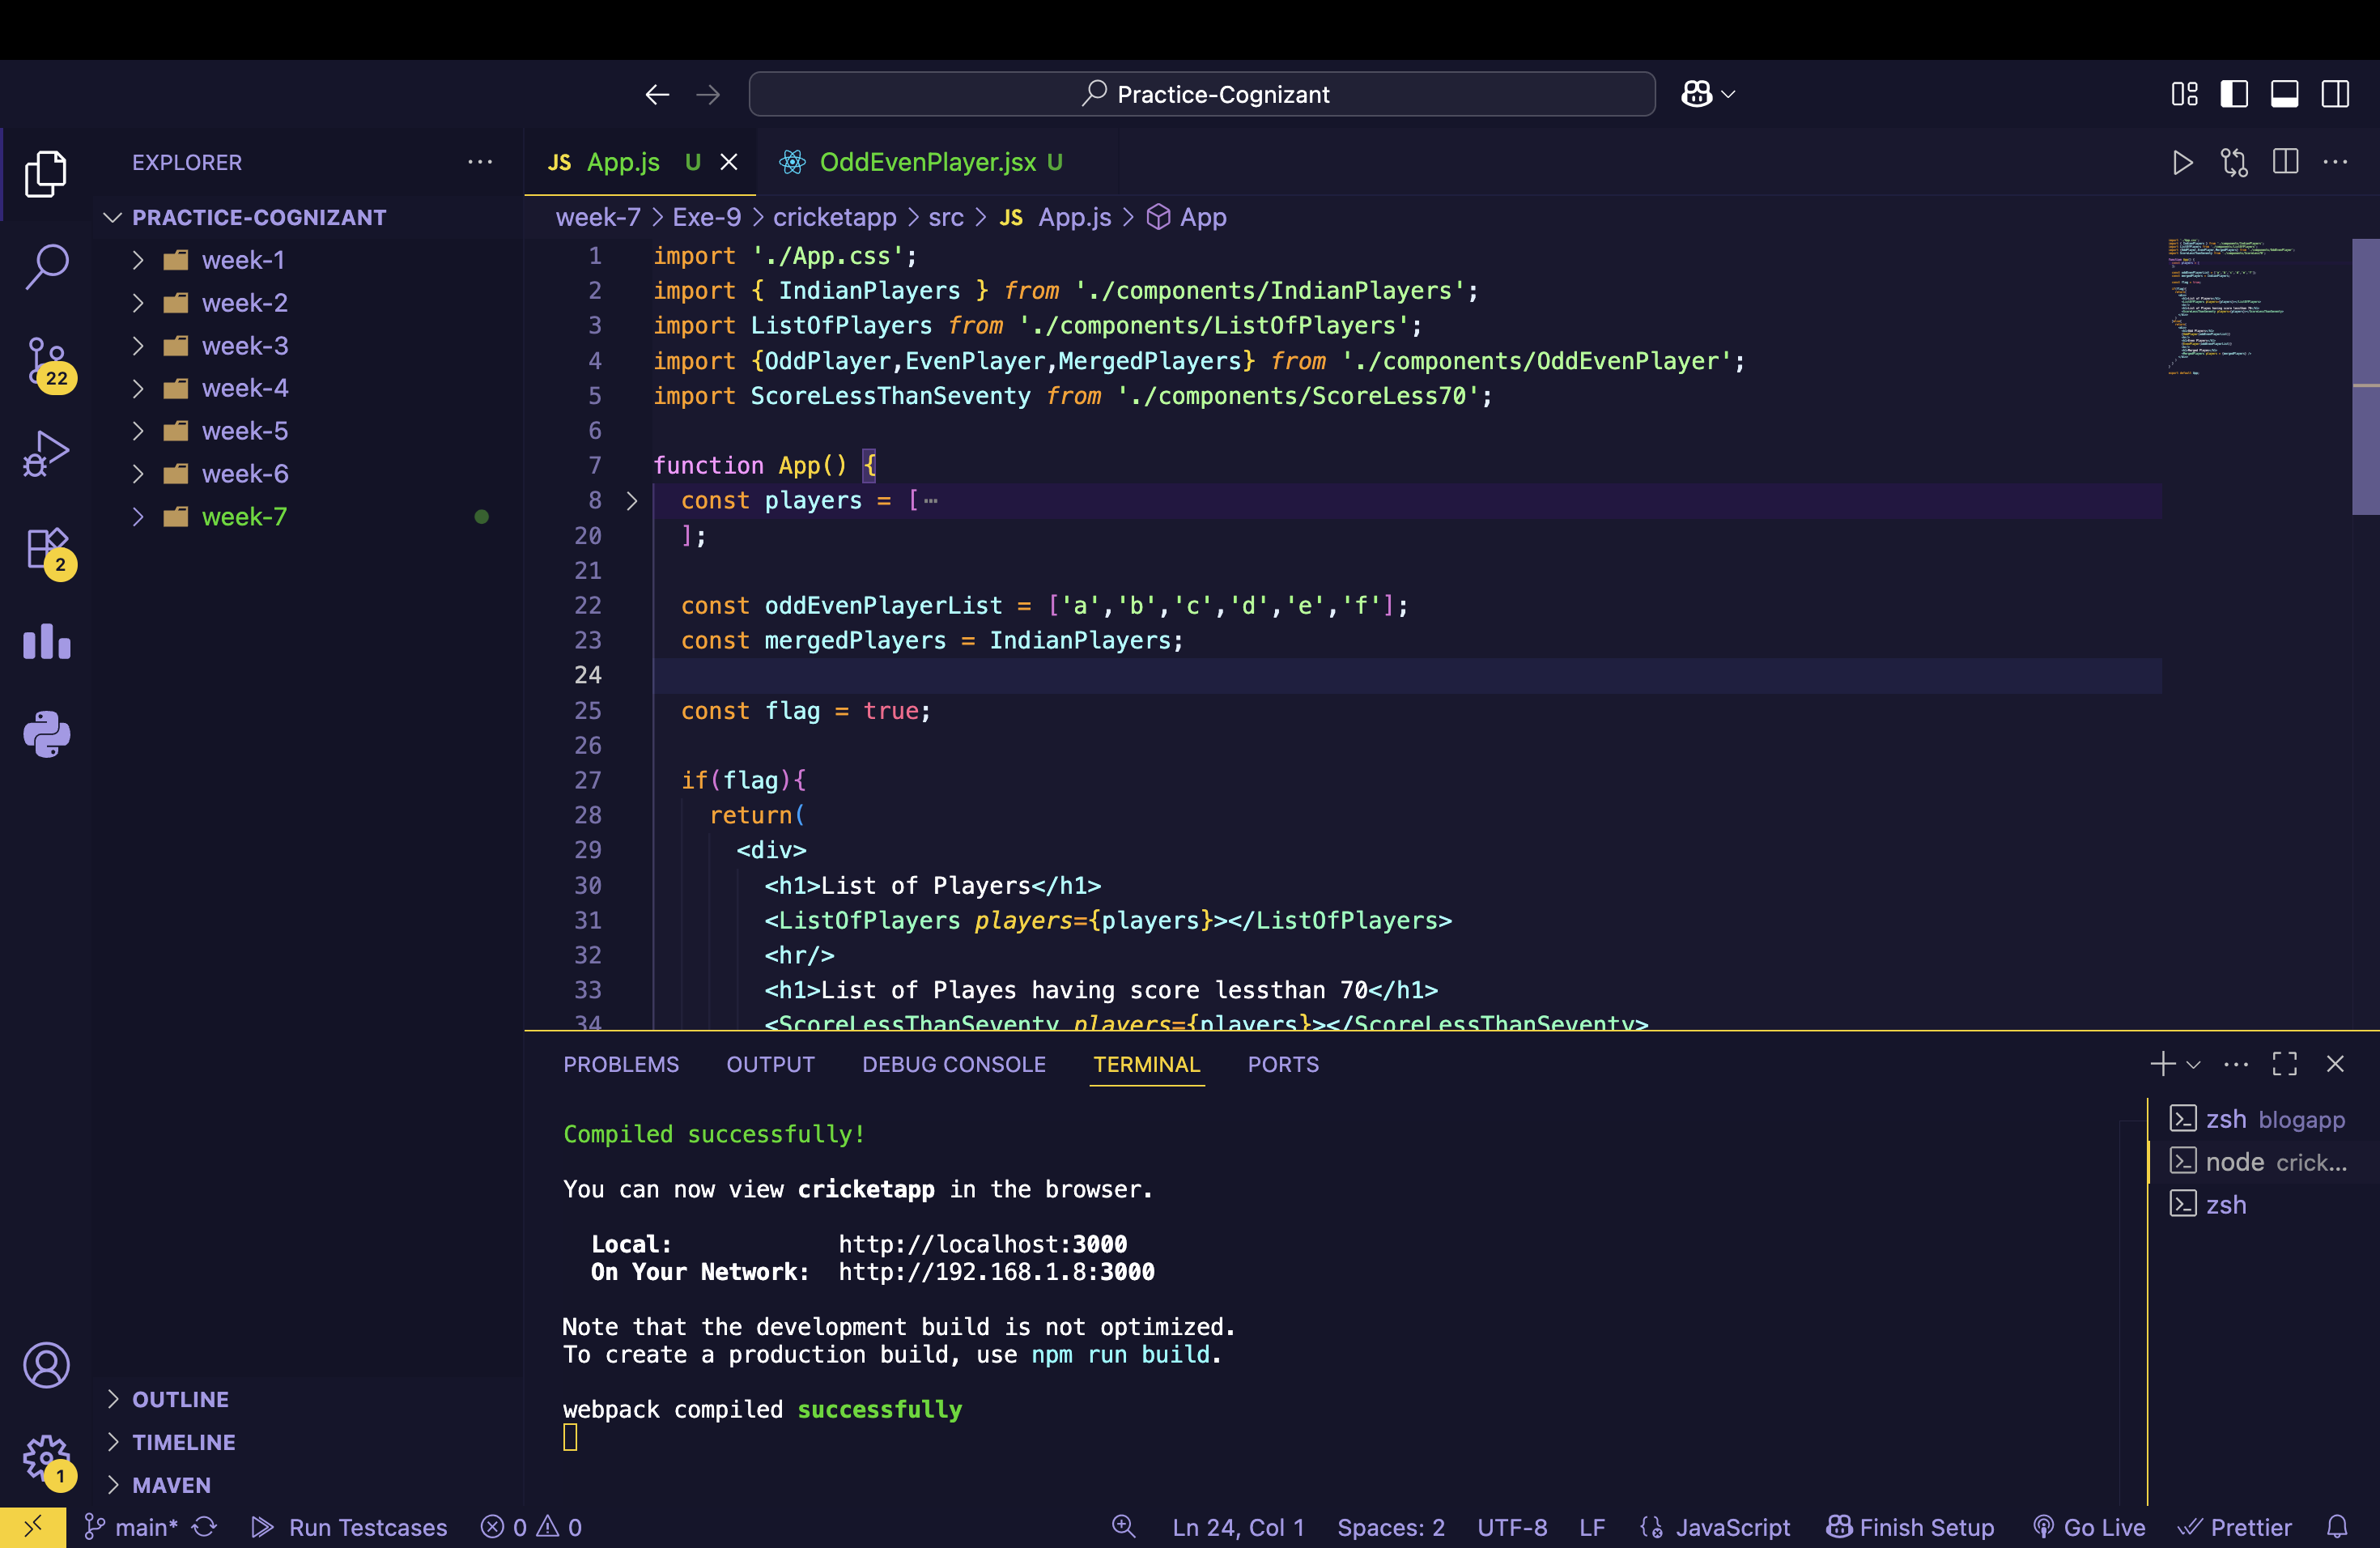 Practice-Cognizant
EXPLORER
PRACTICE-COGNIZANT
week-1
week-2
week-3
week-4
week-5
week-6
week-7
22
2
1
OUTLINE
TIMELINE
MAVEN
JS App.js U
OddEvenPlayer.jsx U
week-7 > Exe-9 > cricketapp > src > JS App.js > App
1 import './App.css';
2 import { IndianPlayers } from './components/IndianPlayers';
3 import ListOfPlayers from './components/ListOfPlayers';
4 import {OddPlayer,EvenPlayer,MergedPlayers} from './components/OddEvenPlayer';
5 import ScoreLessThanSeventy from './components/ScoreLess70';
6
7 function App() {
8 const players = [ ⋯
20 ];
21
22 const oddEvenPlayerList = ['a','b','c','d','e','f'];
23 const mergedPlayers = IndianPlayers;
24
25 const flag = true;
26
27 if(flag){
28 return(
29 <div>
30 <h1>List of Players</h1>
31 <ListOfPlayers players={players}></ListOfPlayers>
32 <hr/>
33 <h1>List of Playes having score lessthan 70</h1>
34 <ScoreLessThanSeventy players={players}></ScoreLessThanSeventy>
PROBLEMS OUTPUT DEBUG CONSOLE TERMINAL PORTS
Compiled successfully!
You can now view cricketapp in the browser.
Local: http://localhost:3000
On Your Network: http://192.168.1.8:3000
Note that the development build is not optimized.
To create a production build, use npm run build.
webpack compiled successfully
zsh blogapp
node crick...
zsh
main* Run Testcases 0 0 Ln 24, Col 1 Spaces: 2 UTF-8 LF JavaScript Finish Setup Go Live Prettier